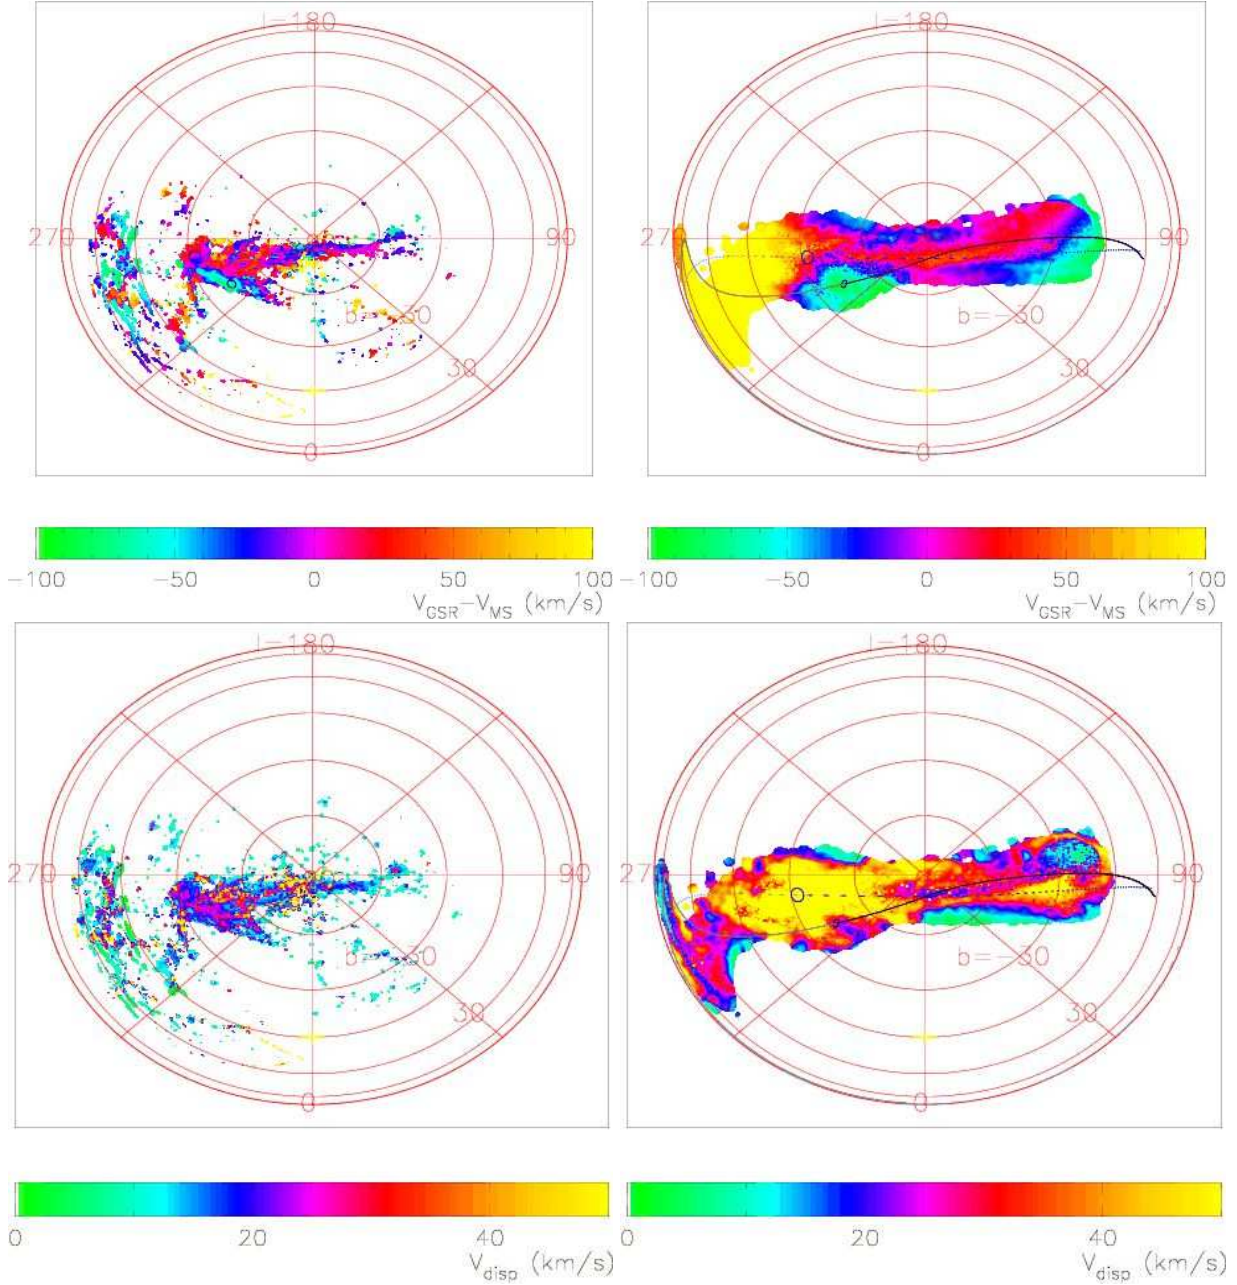 l=180 l=180
270 90 270 90
b=-30 b=-30
30 30
0 0
-100 -50 0 50 100 -100 -50 0 50 100
V_GSR-V_MS (km/s) V_GSR-V_MS (km/s)
l=180 l=180
270 90 270 90
b=-30 b=-30
30 30
0 0
0 20 40 0 20 40
V_disp (km/s) V_disp (km/s)